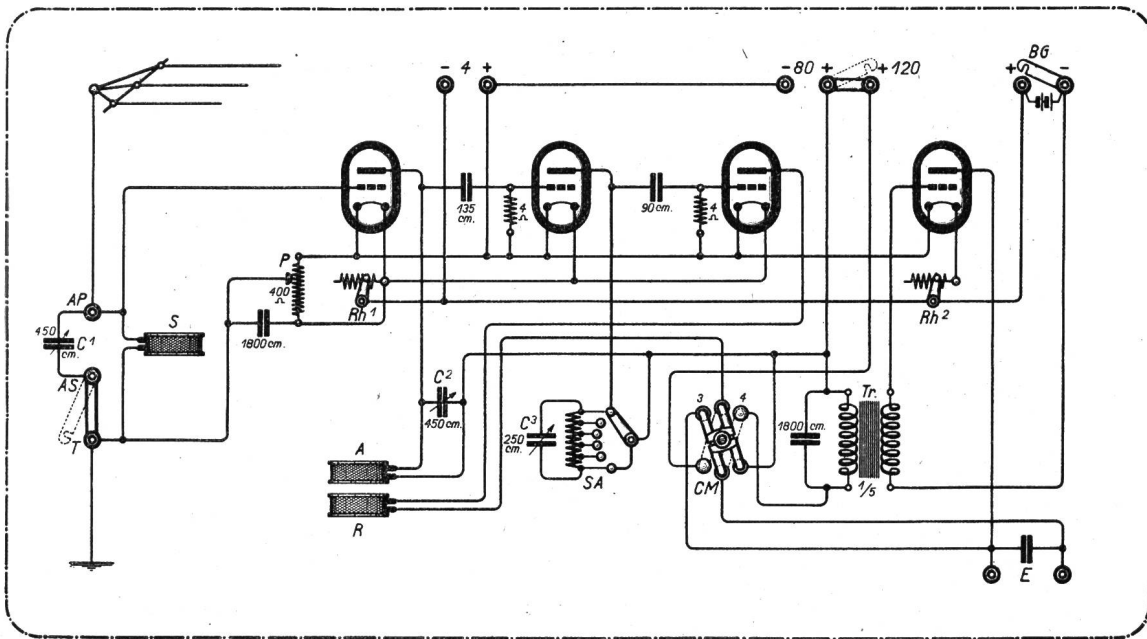 - 4 +
- 80 + + 120
BG
+ -
135 cm.
4 Ω
90 cm.
4 Ω
P
400 Ω
Rh 1
Rh 2
AP
450 cm.
C 1
S
1800 cm.
AS
S
T
C 2
450 cm.
A
R
C 3
250 cm.
SA
3 4
CM
1800 cm.
Tr.
1/5
E